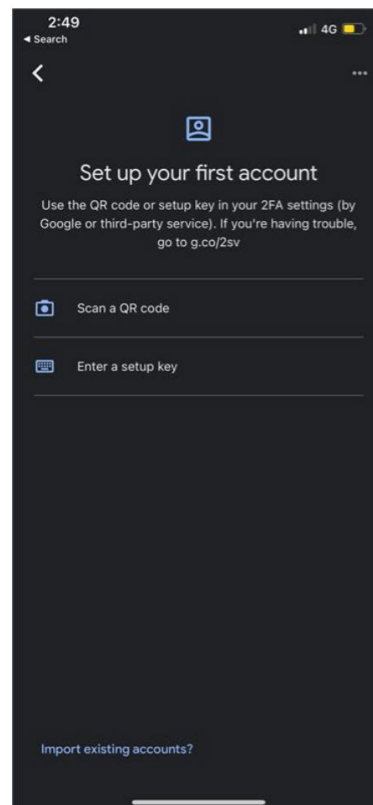 2:49
4G
◄ Search
Set up your first account
Use the QR code or setup key in your 2FA settings (by
Google or third-party service). If you're having trouble,
go to g.co/2sv
Scan a QR code
Enter a setup key
Import existing accounts?